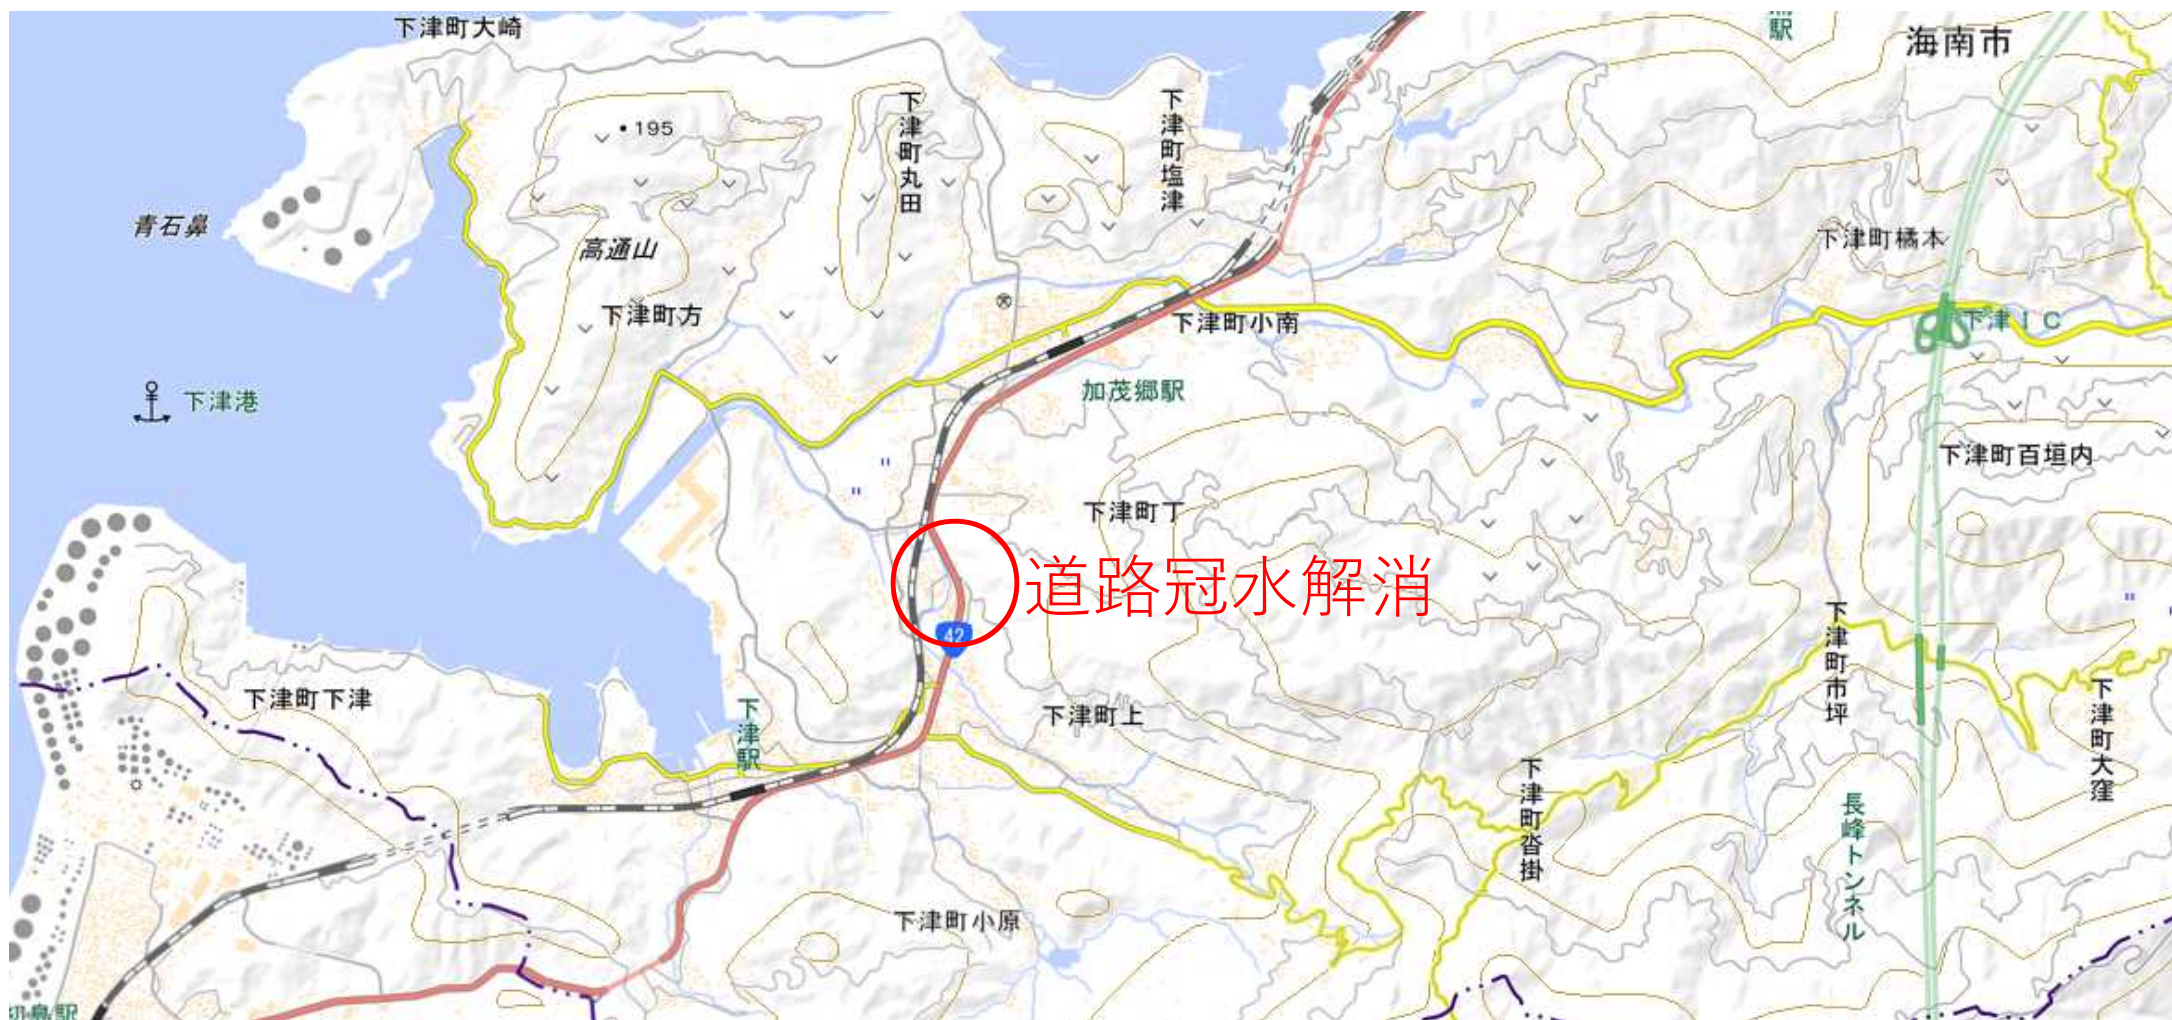 下津町大崎
海南市
下津町丸田
下津町塩津
195
青石鼻
高通山
下津町橘本
下津町方
下津町小南
下津IC
加茂郷駅
下津港
下津町百垣内
下津町丁
道路冠水解消
42
下津町市坪
下津町下津
下津駅
下津町上
下津町大窪
下津町沓掛
長峰トンネル
下津町小原